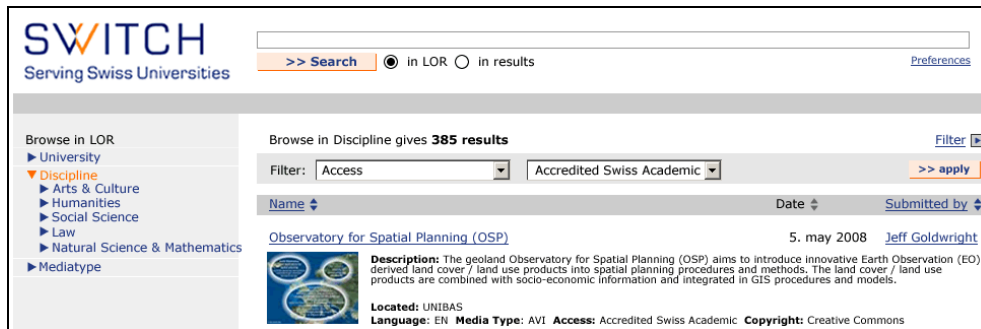 SWITCH
Serving Swiss Universities
>> Search in LOR in results
Preferences
Browse in LOR
University
Discipline
Arts & Culture
Humanities
Social Science
Law
Natural Science & Mathematics
Mediatype
Browse in Discipline gives 385 results
Filter
Filter: Access Accredited Swiss Academic >> apply
Name Date Submitted by
Observatory for Spatial Planning (OSP) 5. may 2008 Jeff Goldwright
Description: The geoland Observatory for Spatial Planning (OSP) aims to introduce innovative Earth Observation (EO)
derived land cover / land use products into spatial planning procedures and methods. The land cover / land use
products are combined with socio-economic information and integrated in GIS procedures and models.
Located: UNIBAS
Language: EN Media Type: AVI Access: Accredited Swiss Academic Copyright: Creative Commons